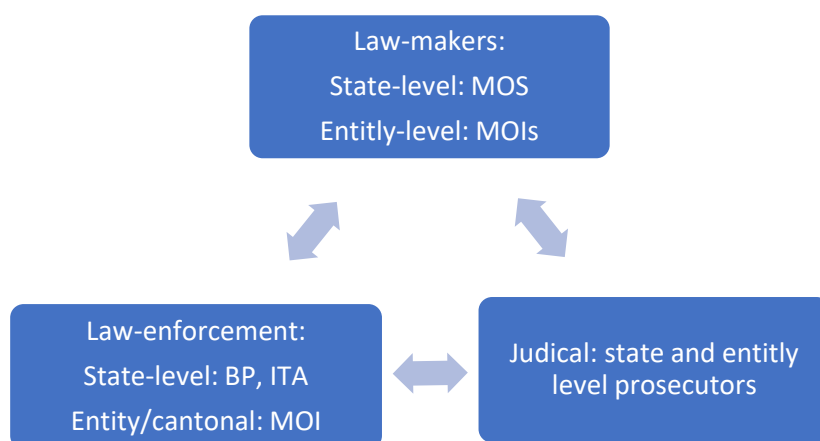 Law-makers:
State-level: MOS
Entitly-level: MOIs
Law-enforcement:
State-level: BP, ITA
Entity/cantonal: MOI
Judical: state and entitly
level prosecutors